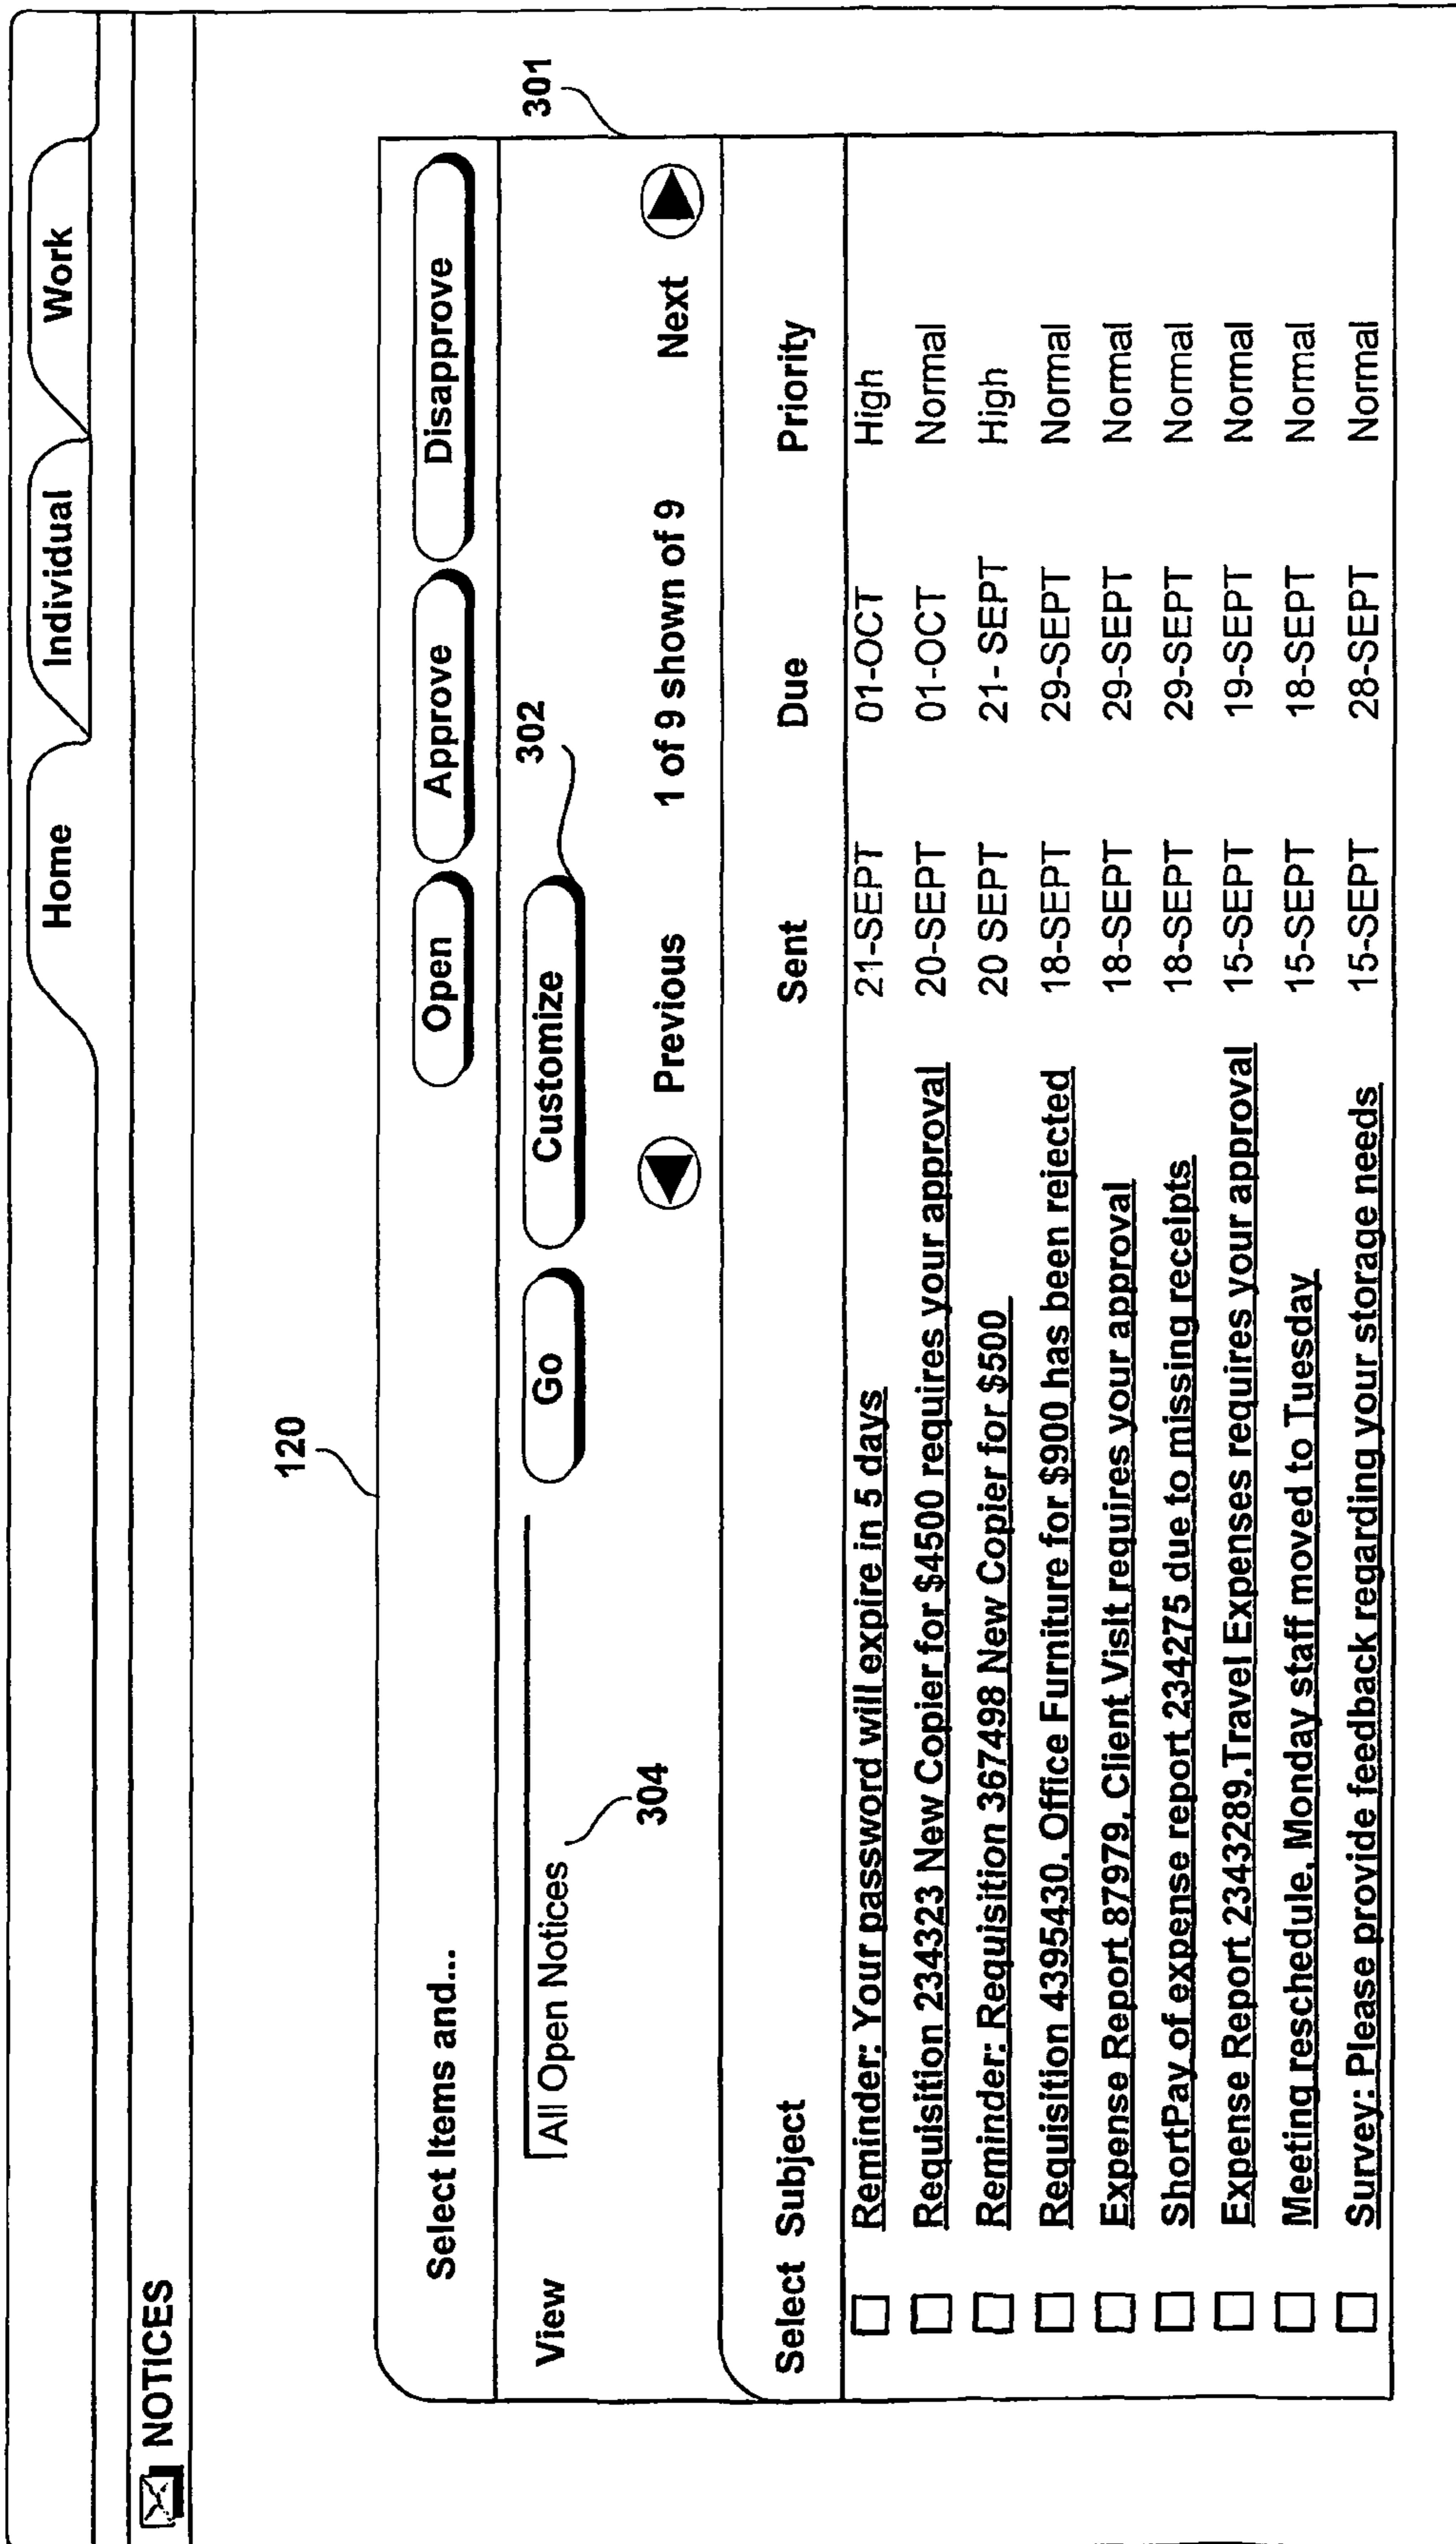 Home Individual Work
NOTICES
120
Select Items and... Open Approve Disapprove
301
302
View All Open Notices Go Customize
304
Previous 1 of 9 shown of 9 Next
Select Subject Sent Due Priority
Reminder: Your password will expire in 5 days 21-SEPT 01-OCT High
Requisition 234323 New Copier for $4500 requires your approval 20-SEPT 01-OCT Normal
Reminder: Requisition 367498 New Copier for $500 20 SEPT 21- SEPT High
Requisition 4395430, Office Furniture for $900 has been rejected 18-SEPT 29-SEPT Normal
Expense Report 87979, Client Visit requires your approval 18-SEPT 29-SEPT Normal
ShortPay of expense report 234275 due to missing receipts 18-SEPT 29-SEPT Normal
Expense Report 2343289.Travel Expenses requires your approval 15-SEPT 19-SEPT Normal
Meeting reschedule, Monday staff moved to Tuesday 15-SEPT 18-SEPT Normal
Survey: Please provide feedback regarding your storage needs 15-SEPT 28-SEPT Normal